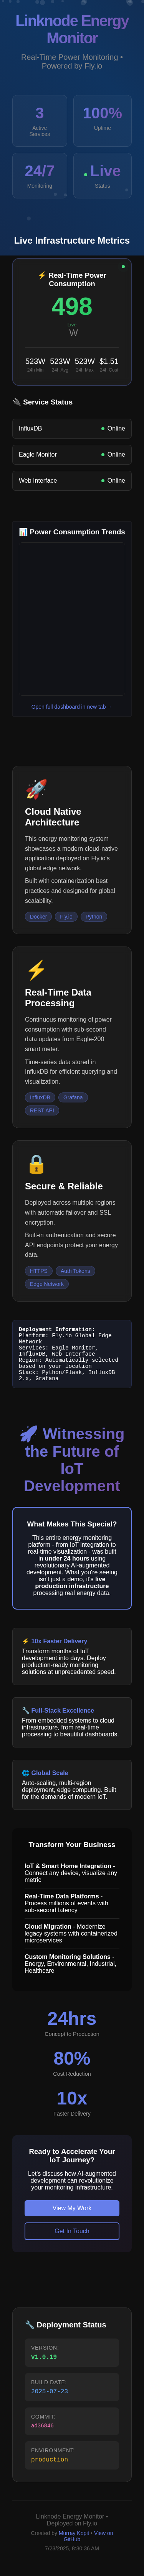 Linknode Energy
Monitor
Real-Time Power Monitoring •
Powered by Fly.io
3
Active
Services
100%
Uptime
24/7
Monitoring
Live
Status
Live Infrastructure Metrics
⚡ Real-Time Power
Consumption
498
Live
W
523W
24h Min
523W
24h Avg
523W
24h Max
$1.51
24h Cost
🔌 Service Status
InfluxDB Online
Eagle Monitor Online
Web Interface Online
📊 Power Consumption Trends
Open full dashboard in new tab →
🚀
Cloud Native
Architecture
This energy monitoring system
showcases a modern cloud-native
application deployed on Fly.io's
global edge network.
Built with containerization best
practices and designed for global
scalability.
Docker Fly.io Python
⚡
Real-Time Data
Processing
Continuous monitoring of power
consumption with sub-second
data updates from Eagle-200
smart meter.
Time-series data stored in
InfluxDB for efficient querying and
visualization.
InfluxDB Grafana
REST API
🔒
Secure & Reliable
Deployed across multiple regions
with automatic failover and SSL
encryption.
Built-in authentication and secure
API endpoints protect your energy
data.
HTTPS Auth Tokens
Edge Network
Deployment Information:
Platform: Fly.io Global Edge
Network
Services: Eagle Monitor,
InfluxDB, Web Interface
Region: Automatically selected
based on your location
Stack: Python/Flask, InfluxDB
2.x, Grafana
🚀 Witnessing
the Future of
IoT
Development
What Makes This Special?
This entire energy monitoring
platform - from IoT integration to
real-time visualization - was built
in under 24 hours using
revolutionary AI-augmented
development. What you're seeing
isn't just a demo, it's live
production infrastructure
processing real energy data.
⚡ 10x Faster Delivery
Transform months of IoT
development into days. Deploy
production-ready monitoring
solutions at unprecedented speed.
🔧 Full-Stack Excellence
From embedded systems to cloud
infrastructure, from real-time
processing to beautiful dashboards.
🌐 Global Scale
Auto-scaling, multi-region
deployment, edge computing. Built
for the demands of modern IoT.
Transform Your Business
IoT & Smart Home Integration -
Connect any device, visualize any
metric
Real-Time Data Platforms -
Process millions of events with
sub-second latency
Cloud Migration - Modernize
legacy systems with containerized
microservices
Custom Monitoring Solutions -
Energy, Environmental, Industrial,
Healthcare
24hrs
Concept to Production
80%
Cost Reduction
10x
Faster Delivery
Ready to Accelerate Your
IoT Journey?
Let's discuss how AI-augmented
development can revolutionize
your monitoring infrastructure.
View My Work
Get In Touch
🔧 Deployment Status
VERSION:
v1.0.19
BUILD DATE:
2025-07-23
COMMIT:
ENVIRONMENT:
production
Linknode Energy Monitor •
Deployed on Fly.io
Created by Murray Kopit • View on
GitHub
7/23/2025, 8:30:36 AM